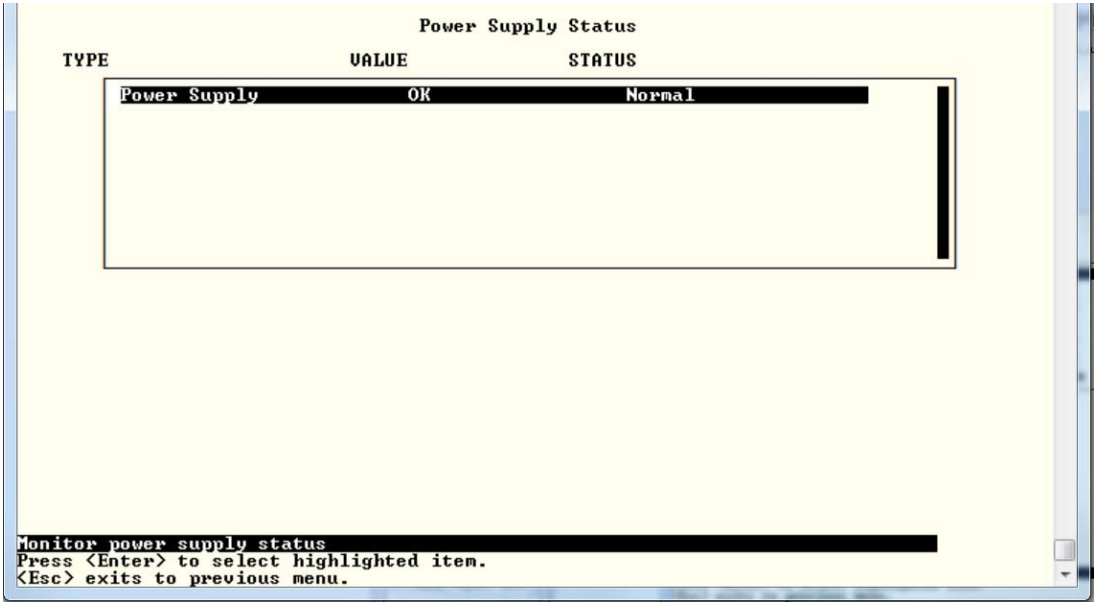 Power Supply Status
TYPE VALUE STATUS
Power Supply OK Normal
Monitor power supply status
Press <Enter> to select highlighted item.
<Esc> exits to previous menu.